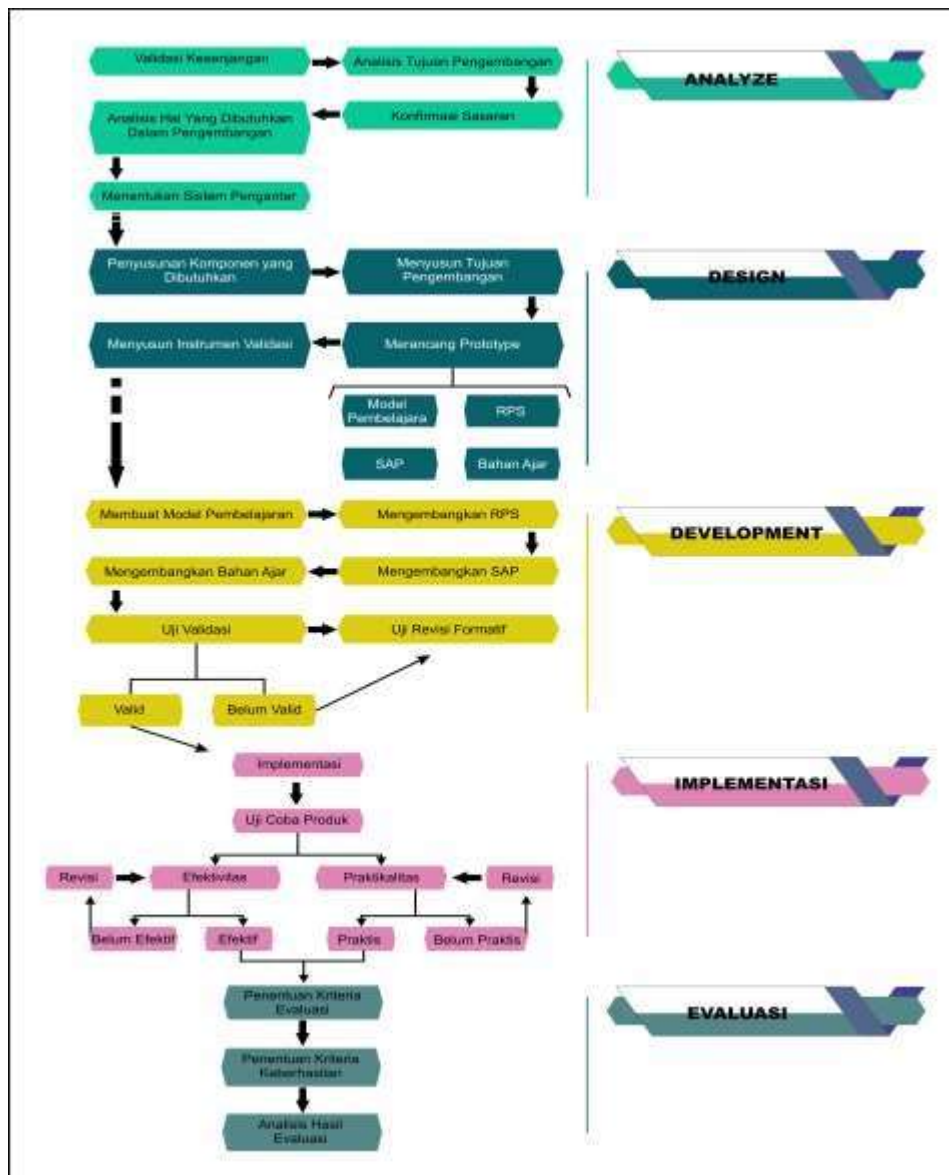 Validasi Kesenjangan
Analisis Tujuan Pengembangan
ANALYZE
Analisis Hal Yang Dibutuhkan
Dalam Pengembangan
Konfirmasi Sasaran
Menentukan Sistem Pengantar
Penyusunan Komponen yang
Dibutuhkan
Menyusun Tujuan
Pengembangan
DESIGN
Menyusun Instrumen Validasi
Merancang Prototype
Model
Pembelajara
RPS
SAP
Bahan Ajar
Membuat Model Pembelajaran
Mengembangkan RPS
DEVELOPMENT
Mengembangkan Bahan Ajar
Mengembangkan SAP
Uji Validasi
Uji Revisi Formatif
Valid
Belum Valid
Implementasi
IMPLEMENTASI
Uji Coba Produk
Revisi
Efektivitas
Praktikalitas
Revisi
Belum Efektif
Efektif
Praktis
Belum Praktis
Penentuan Kriteria
Evaluasi
EVALUASI
Penentuan Kriteria
Keberhasilan
Analisis Hasil
Evaluasi